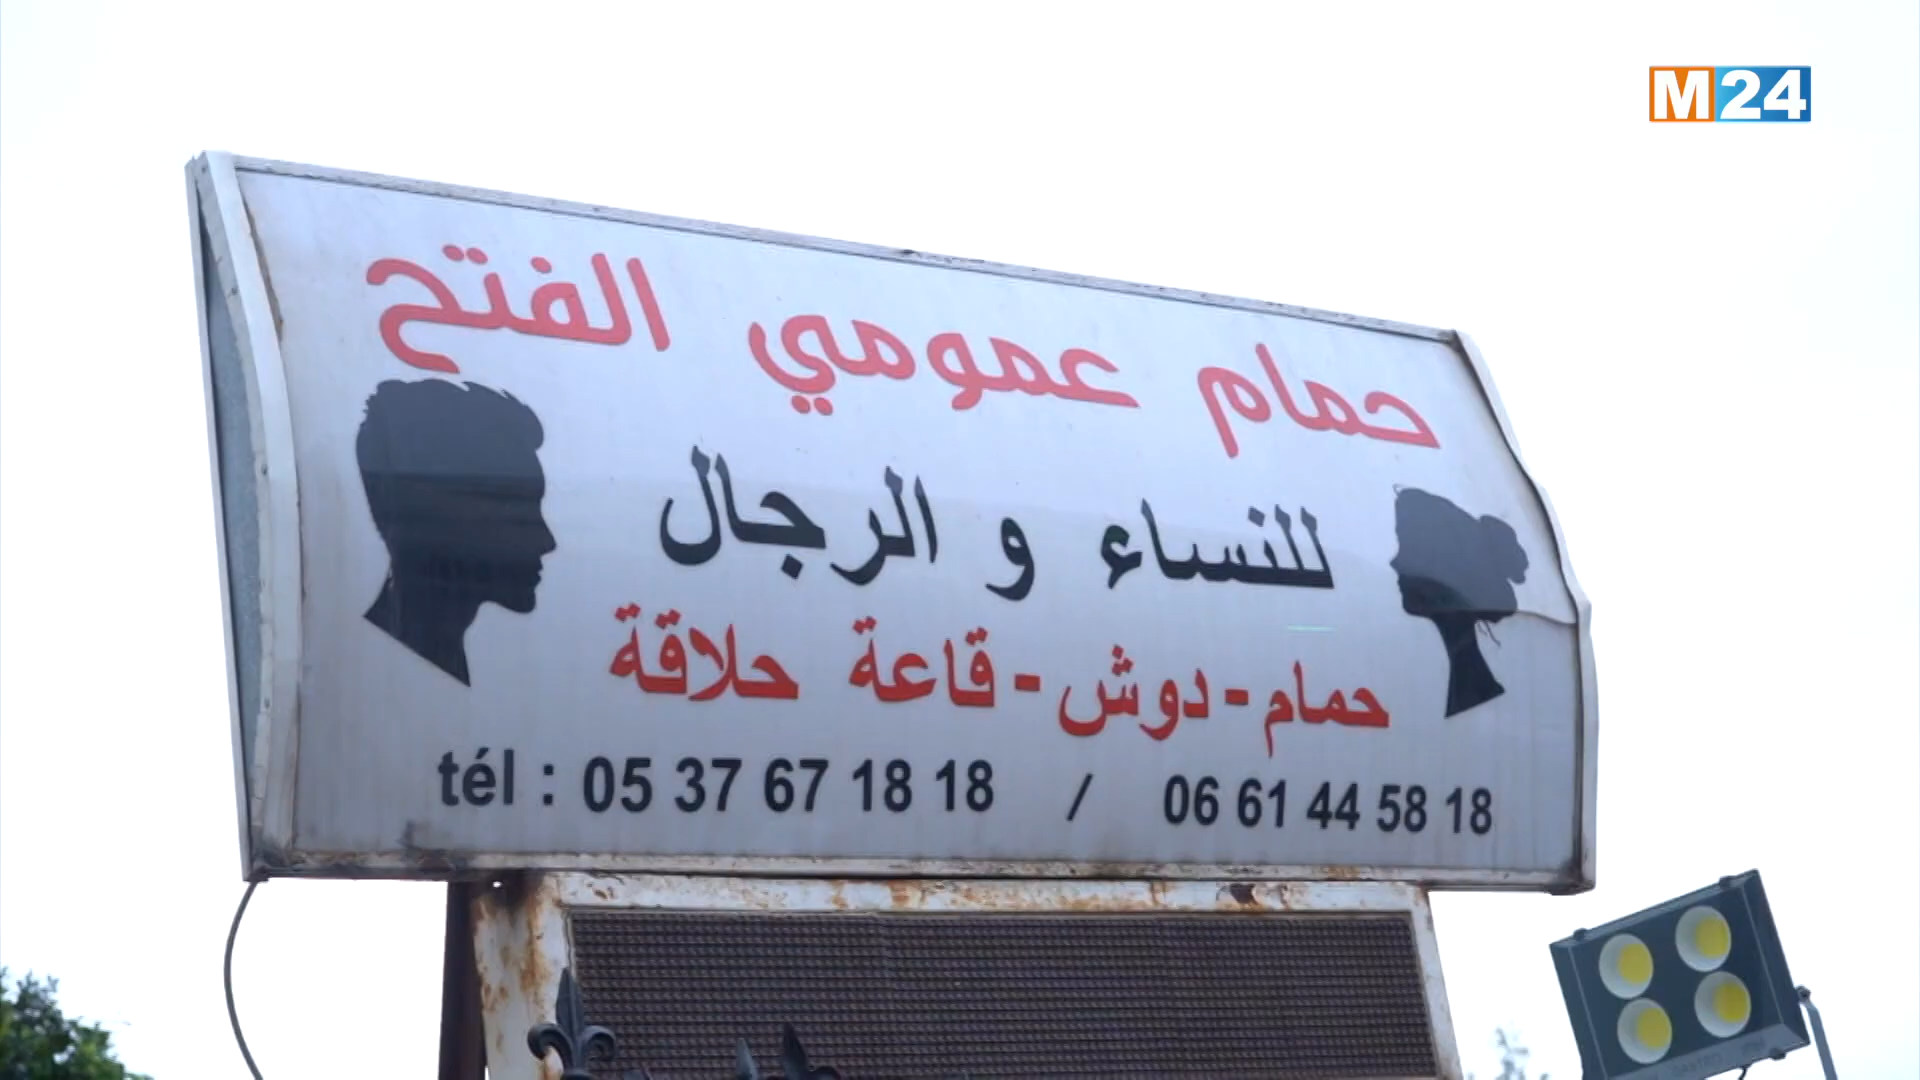 M24
حمام عمومي الفتح
للنساء و الرجال
حمام - دوش - قاعة حلاقة
tél : 05 37 67 18 18 / 06 61 44 58 18